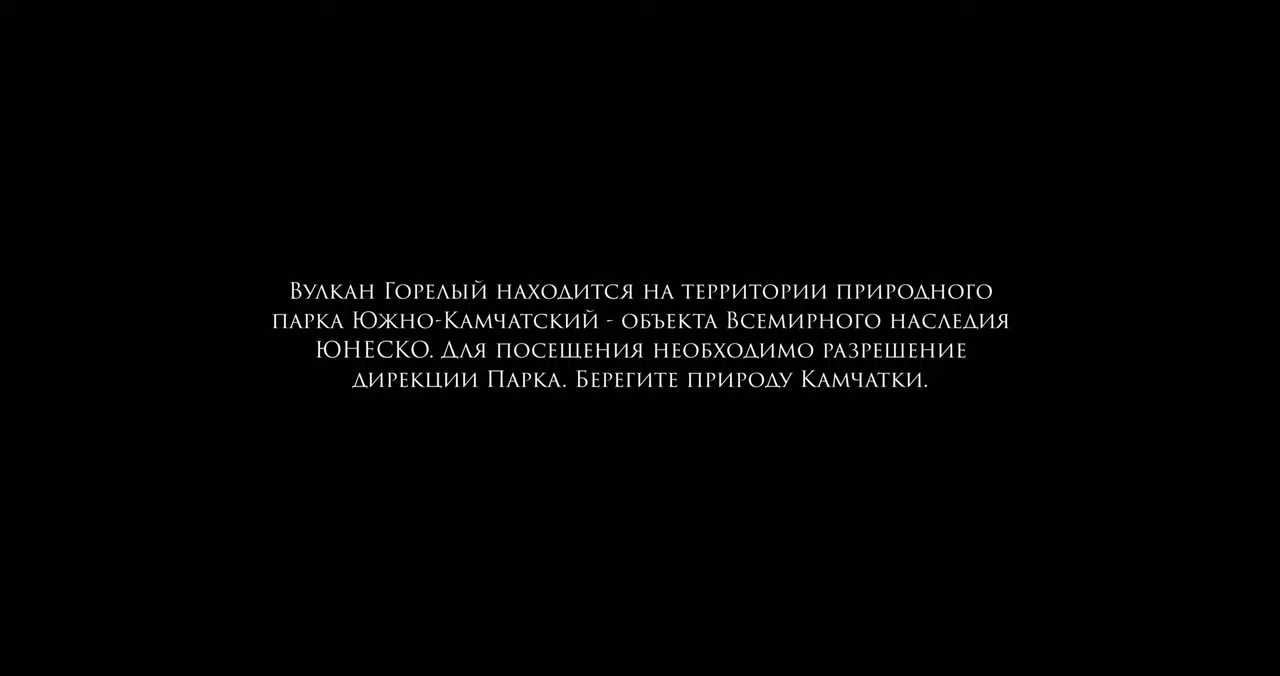 Вулкан Горелый находится на территории природного
парка Южно-Камчатский - объекта Всемирного наследия
ЮНЕСКО. Для посещения необходимо разрешение
дирекции Парка. Берегите природу Камчатки.